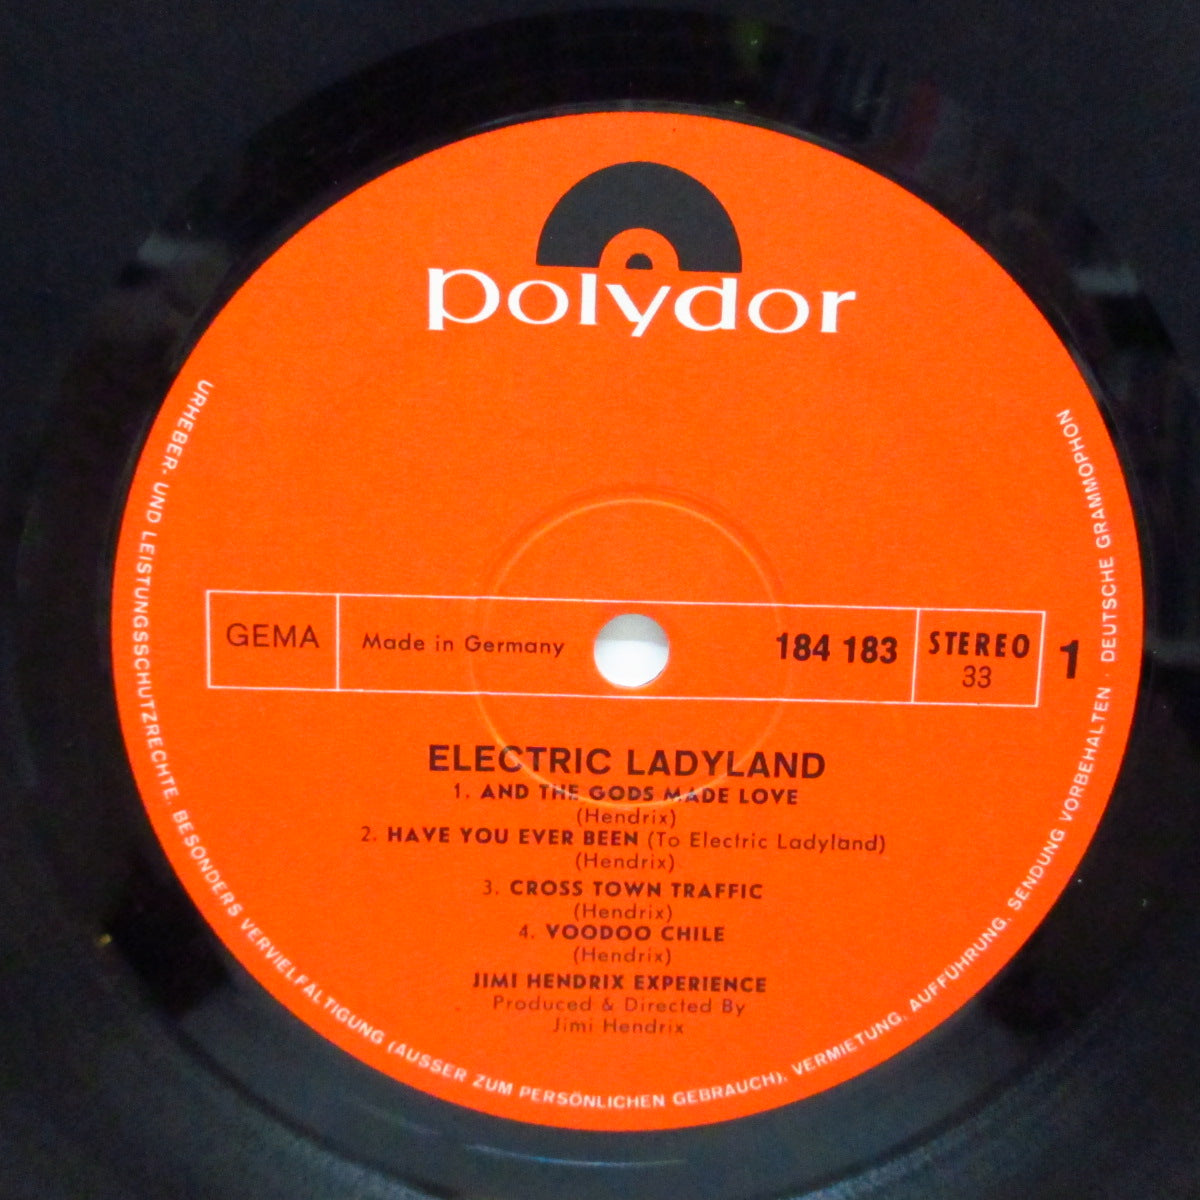 polydor
GEMA
Made in Germany
184 183
STEREO
33
1
ELECTRIC LADYLAND
1. AND THE GODS MADE LOVE
(Hendrix)
2. HAVE YOU EVER BEEN (To Electric Ladyland)
(Hendrix)
3. CROSS TOWN TRAFFIC
(Hendrix)
4. VOODOO CHILE
(Hendrix)
JIMI HENDRIX EXPERIENCE
Produced & Directed By
Jimi Hendrix
URHEBER- UND LEISTUNGSSCHUTZRECHTE, BESONDERS VERVIELFÄLTIGUNG (AUSSER ZUM PERSÖNLICHEN GEBRAUCH), VERMIETUNG, AUFFÜHRUNG, SENDUNG VORBEHALTEN · DEUTSCHE GRAMMOPHON